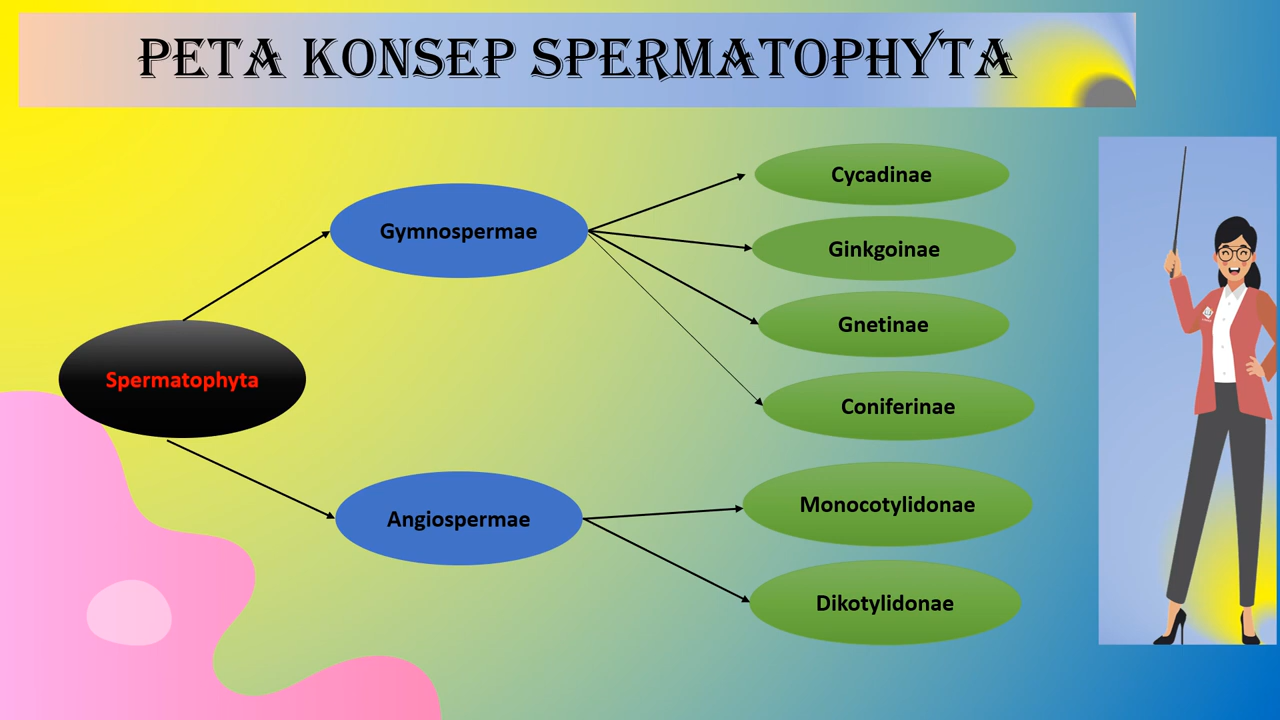 PETA KONSEP SPERMATOPHYTA
Cycadinae
Gymnospermae
Ginkgoinae
Gnetinae
Spermatophyta
Coniferinae
Monocotylidonae
Angiospermae
Dikotylidonae